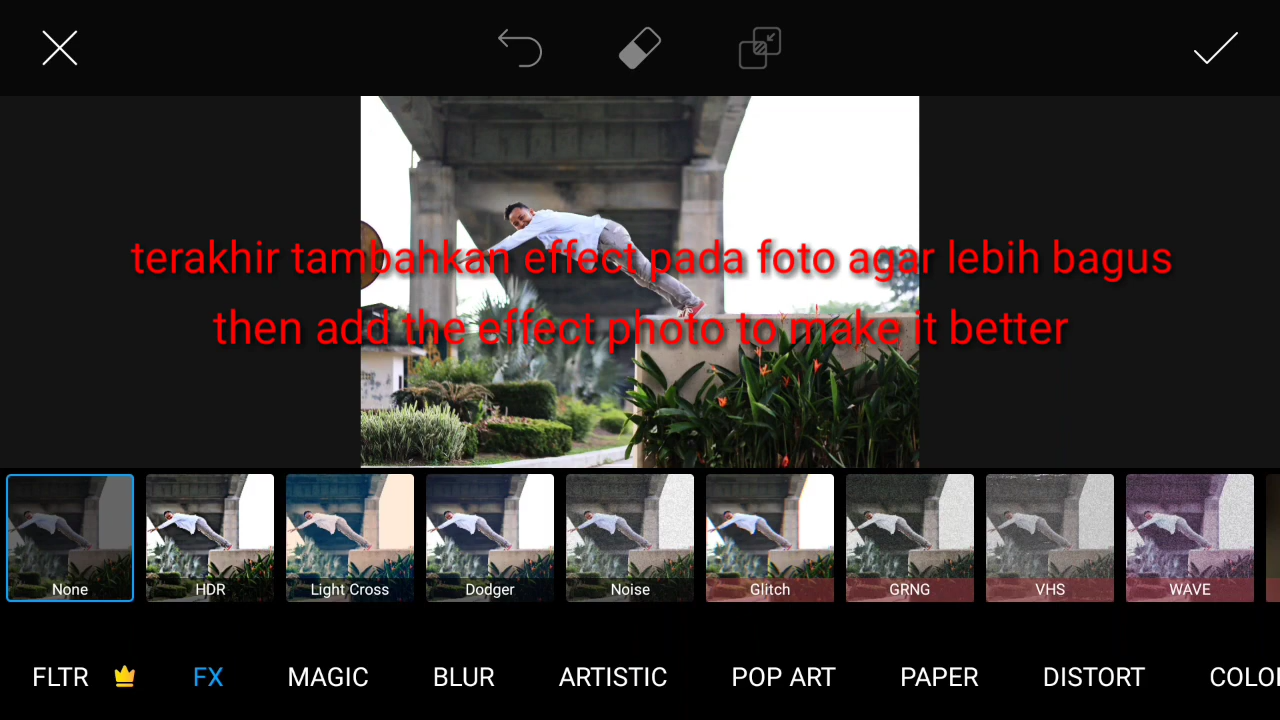 terakhir tambahkan effect pada foto agar lebih bagus
then add the effect photo to make it better
None
HDR
Light Cross
Dodger
Noise
Glitch
GRNG
VHS
WAVE
FLTR
FX
MAGIC
BLUR
ARTISTIC
POP ART
PAPER
DISTORT
COLO